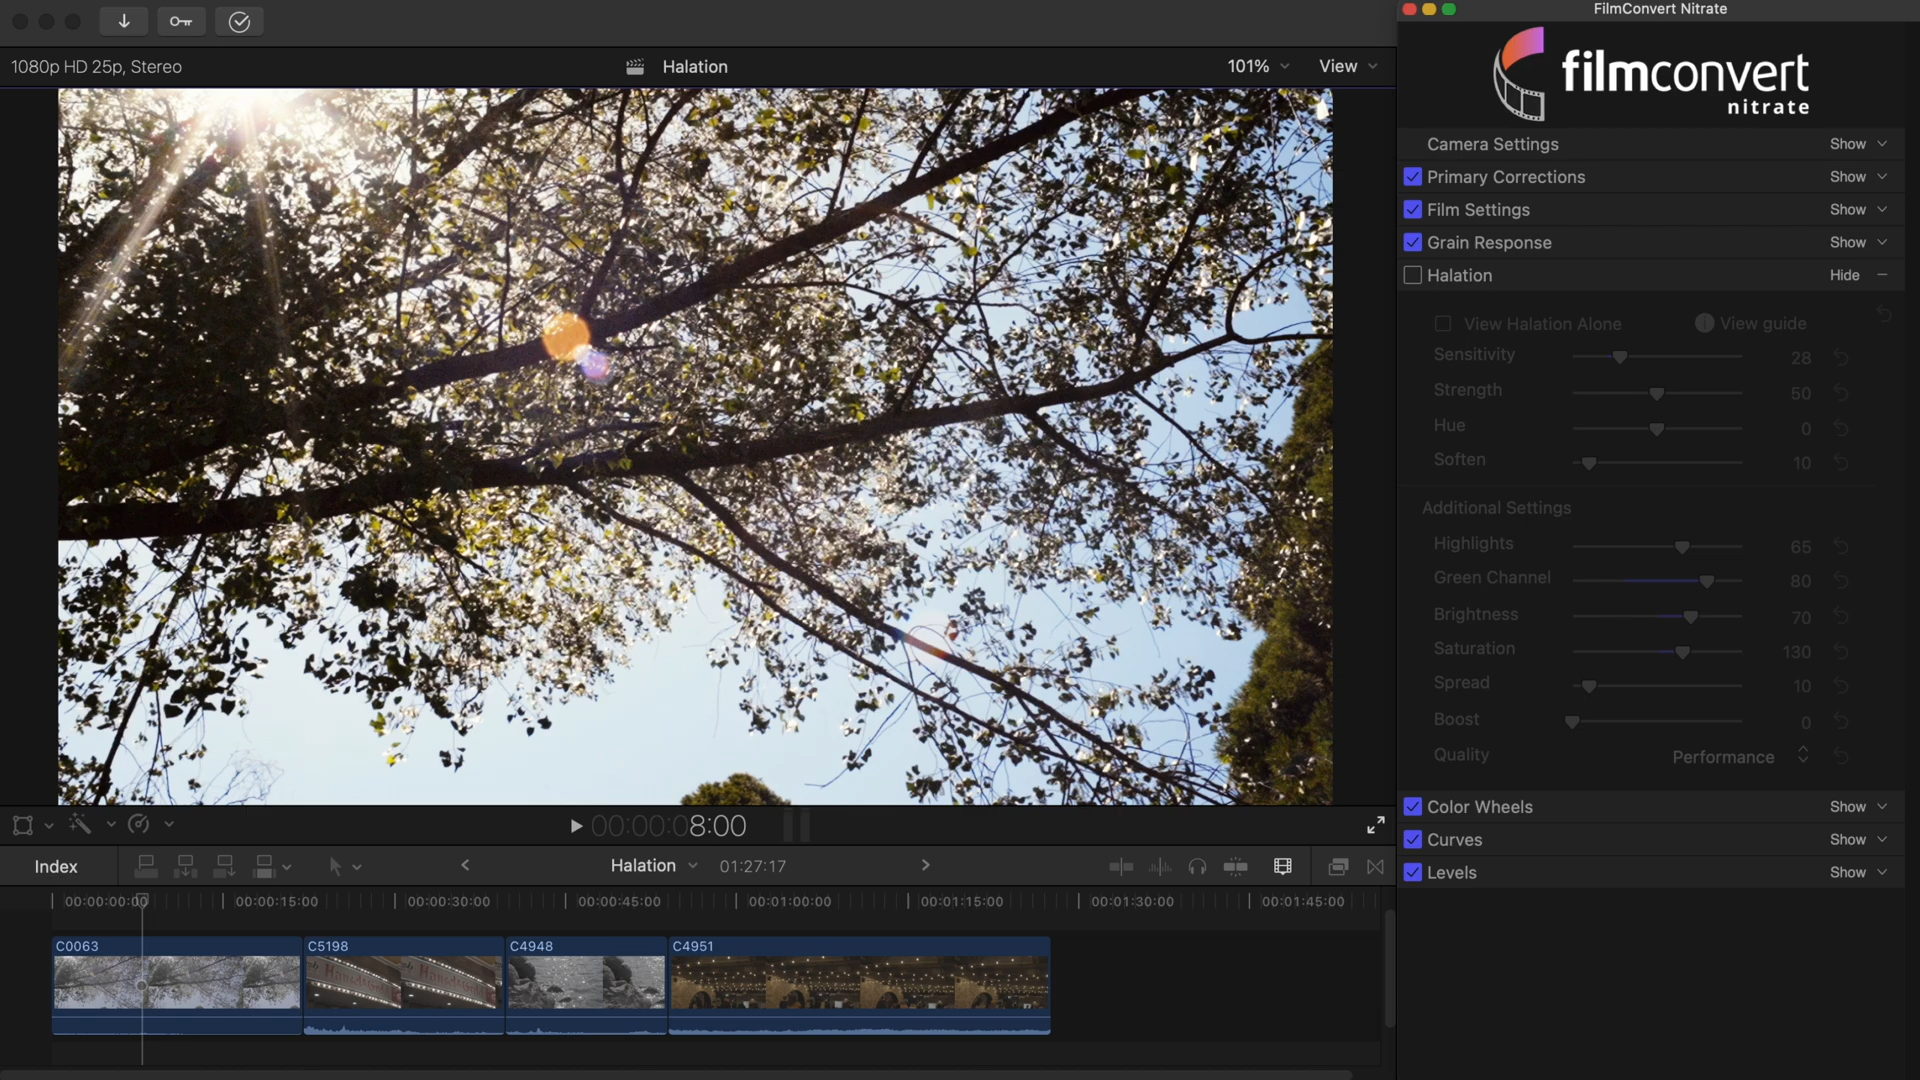 FilmConvert Nitrate
1080p HD 25p, Stereo
Halation
101%
View
filmconvert
nitrate
Camera Settings
Show
Primary Corrections
Show
Film Settings
Show
Grain Response
Show
Halation
Hide
View Halation Alone
View guide
Sensitivity
28
Strength
50
Hue
0
Soften
10
Additional Settings
Highlights
65
Green Channel
80
Brightness
70
Saturation
130
Spread
10
Boost
0
Quality
Performance
Color Wheels
Show
Curves
Show
Levels
Show
00:00:08:00
Index
Halation
01:27:17
00:00:00:00
00:00:15:00
00:00:30:00
00:00:45:00
00:01:00:00
00:01:15:00
00:01:30:00
00:01:45:00
C0063
C5198
C4948
C4951